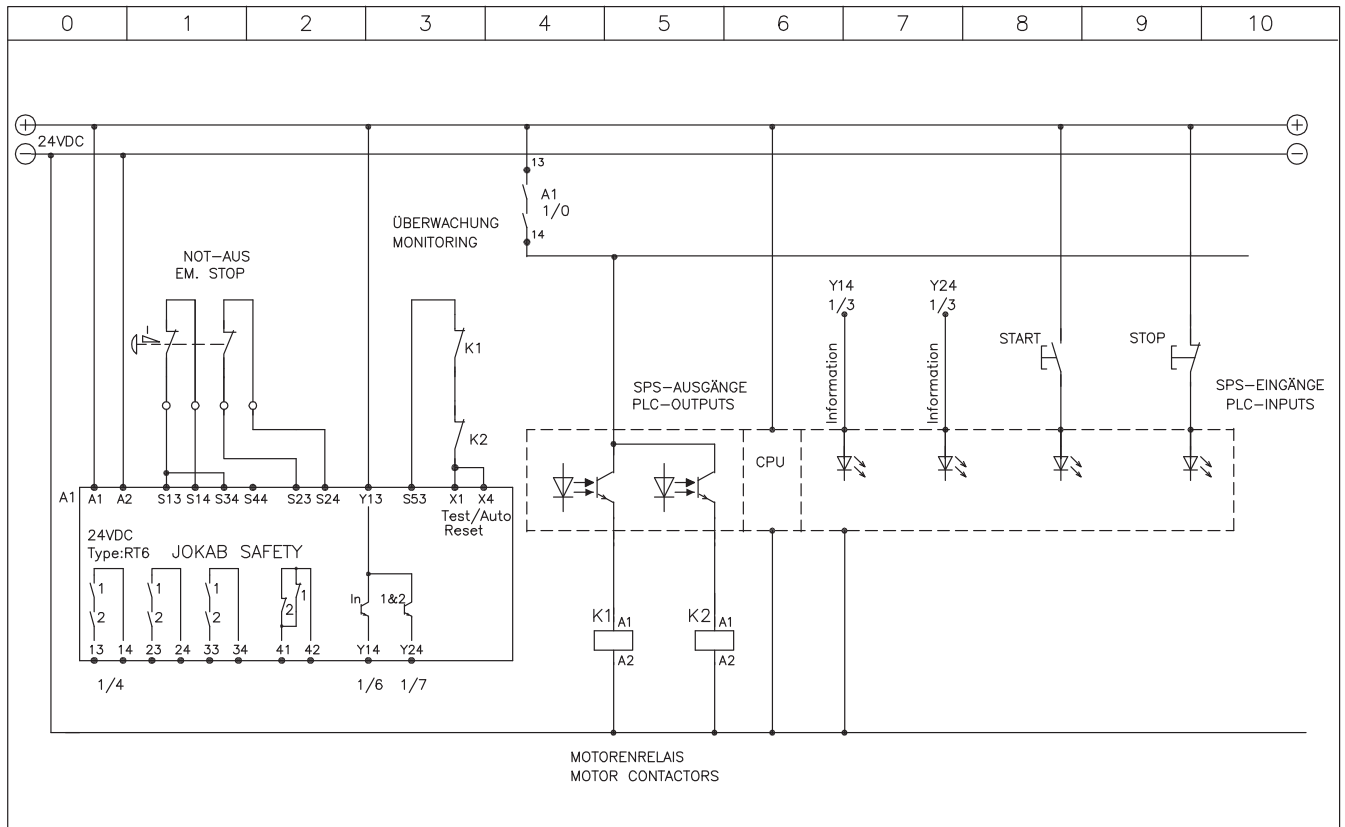 0 1 2 3 4 5 6 7 8 9 10
+ +
24VDC
− −
13
A1
1/0
14
ÜBERWACHUNG
MONITORING
NOT–AUS
EM. STOP
Y14
1/3
Y24
1/3
K1
START
STOP
Information
Information
SPS–AUSGÄNGE
PLC–OUTPUTS
SPS–EINGÄNGE
PLC–INPUTS
K2
CPU
A1 A1 A2 S13 S14 S34 S44 S23 S24 Y13 S53 X1 X4
Test/Auto
Reset
24VDC
Type:RT6 JOKAB SAFETY
1 1 1 2 1
2 2 2
In 1&2
13 14 23 24 33 34 41 42 Y14 Y24
1/4 1/6 1/7
K1 A1
A2
K2 A1
A2
MOTORENRELAIS
MOTOR CONTACTORS